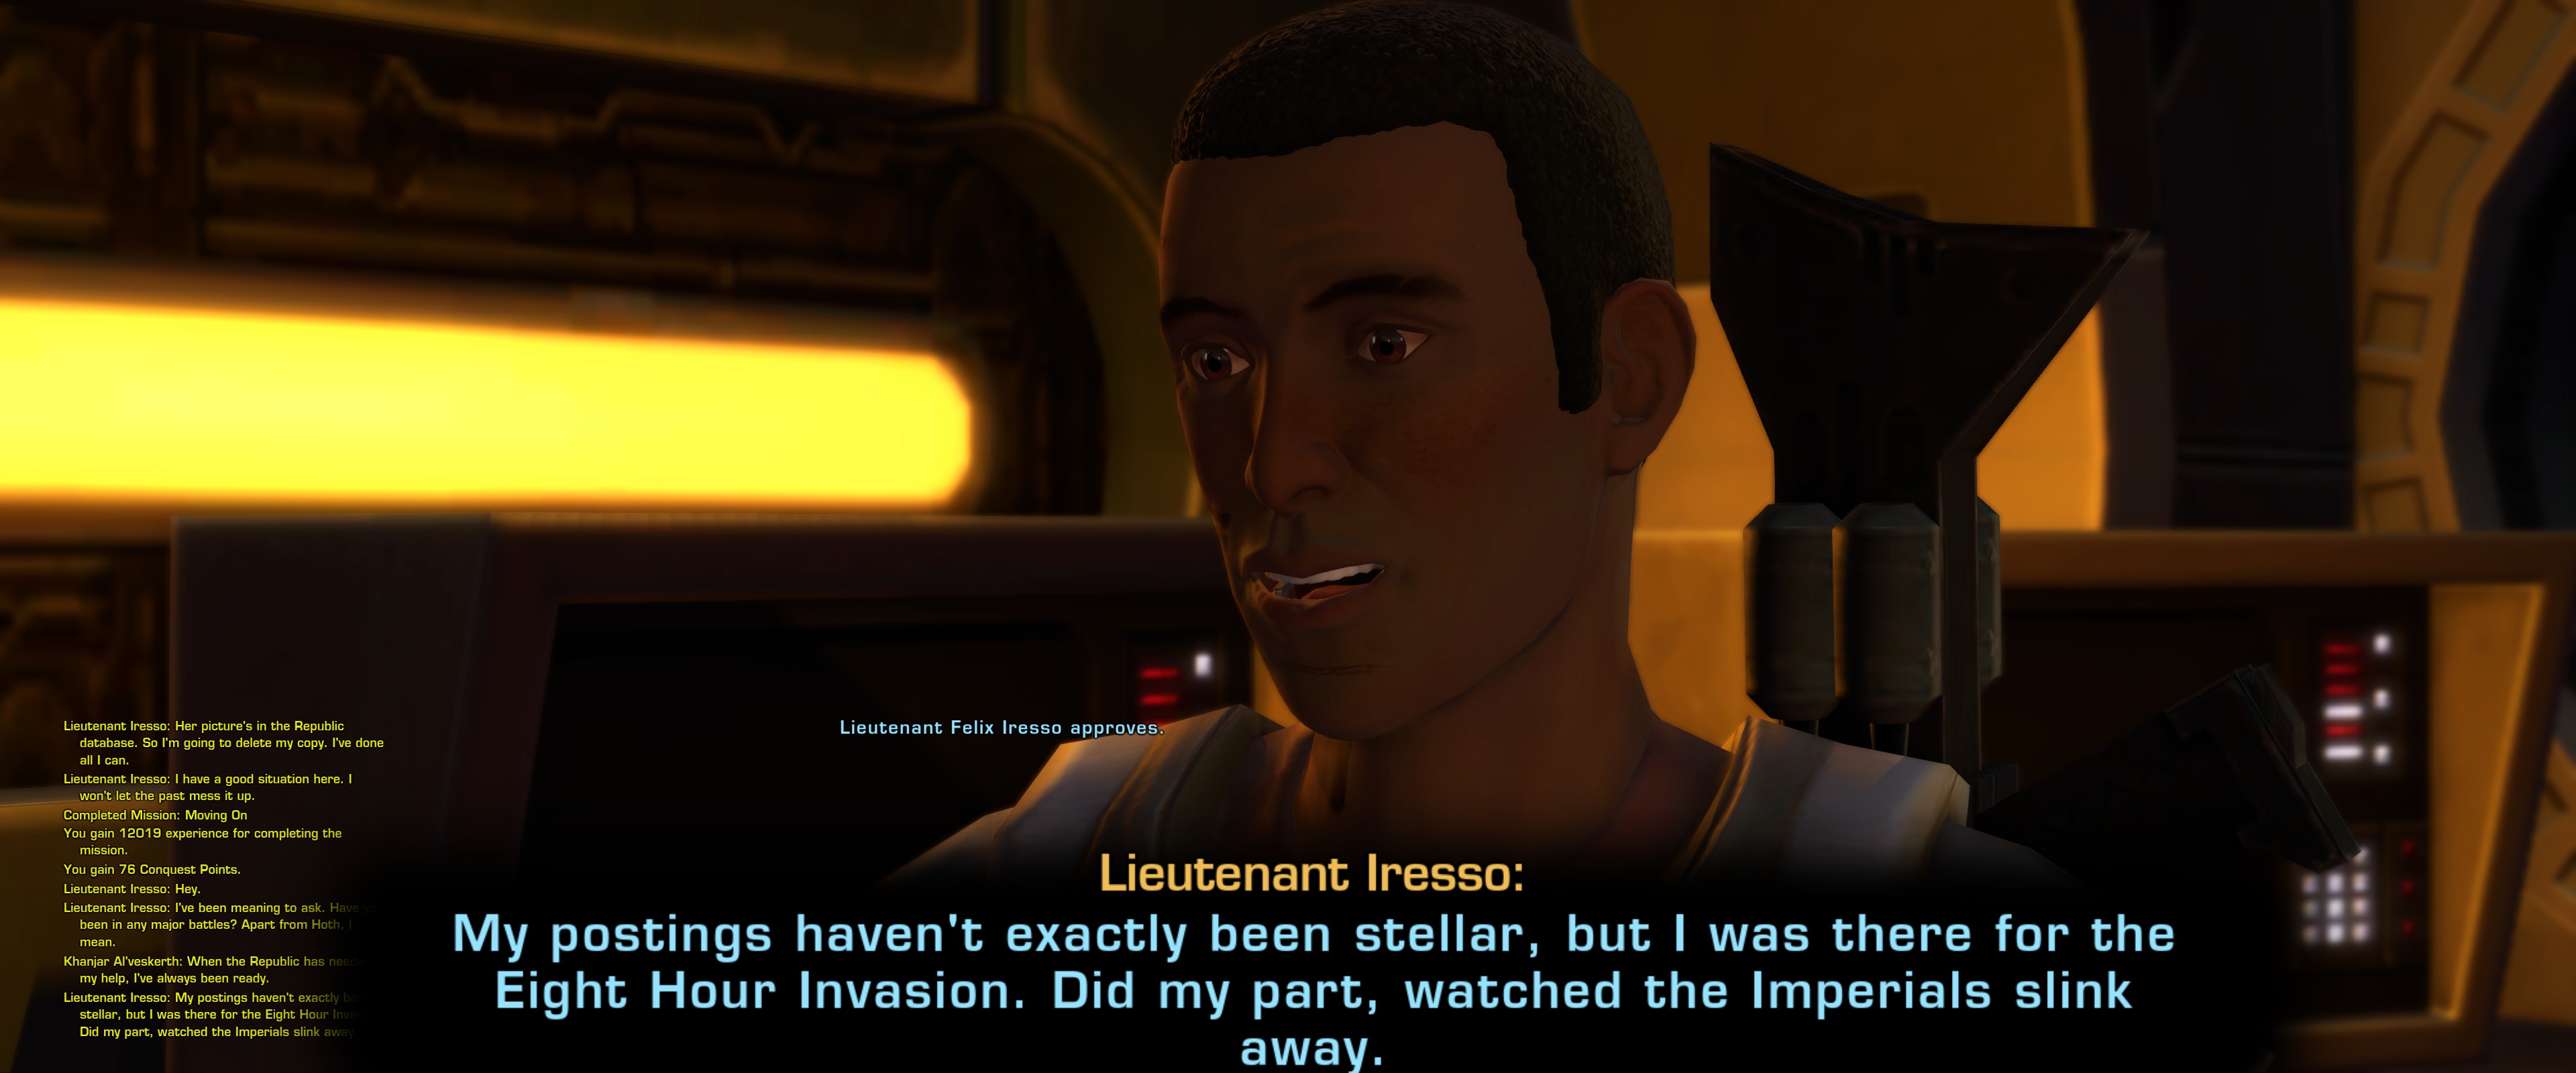 Lieutenant Iresso: Her picture's in the Republic
database. So I'm going to delete my copy. I've done
all I can.
Lieutenant Iresso: I have a good situation here. I
won't let the past mess it up.
Completed Mission: Moving On
You gain 12019 experience for completing the
mission.
You gain 76 Conquest Points.
Lieutenant Iresso: Hey.
Lieutenant Iresso: I've been meaning to ask. Have
been in any major battles? Apart from Hoth, I
mean.
Khanjar Al'veskerth: When the Republic has
my help, I've always been ready.
Lieutenant Iresso: My postings haven't exactly
stellar, but I was there for the Eight Hour
Did my part, watched the Imperials slink away.
Lieutenant Felix Iresso approves.
Lieutenant Iresso:
My postings haven't exactly been stellar, but I was there for the
Eight Hour Invasion. Did my part, watched the Imperials slink
away.